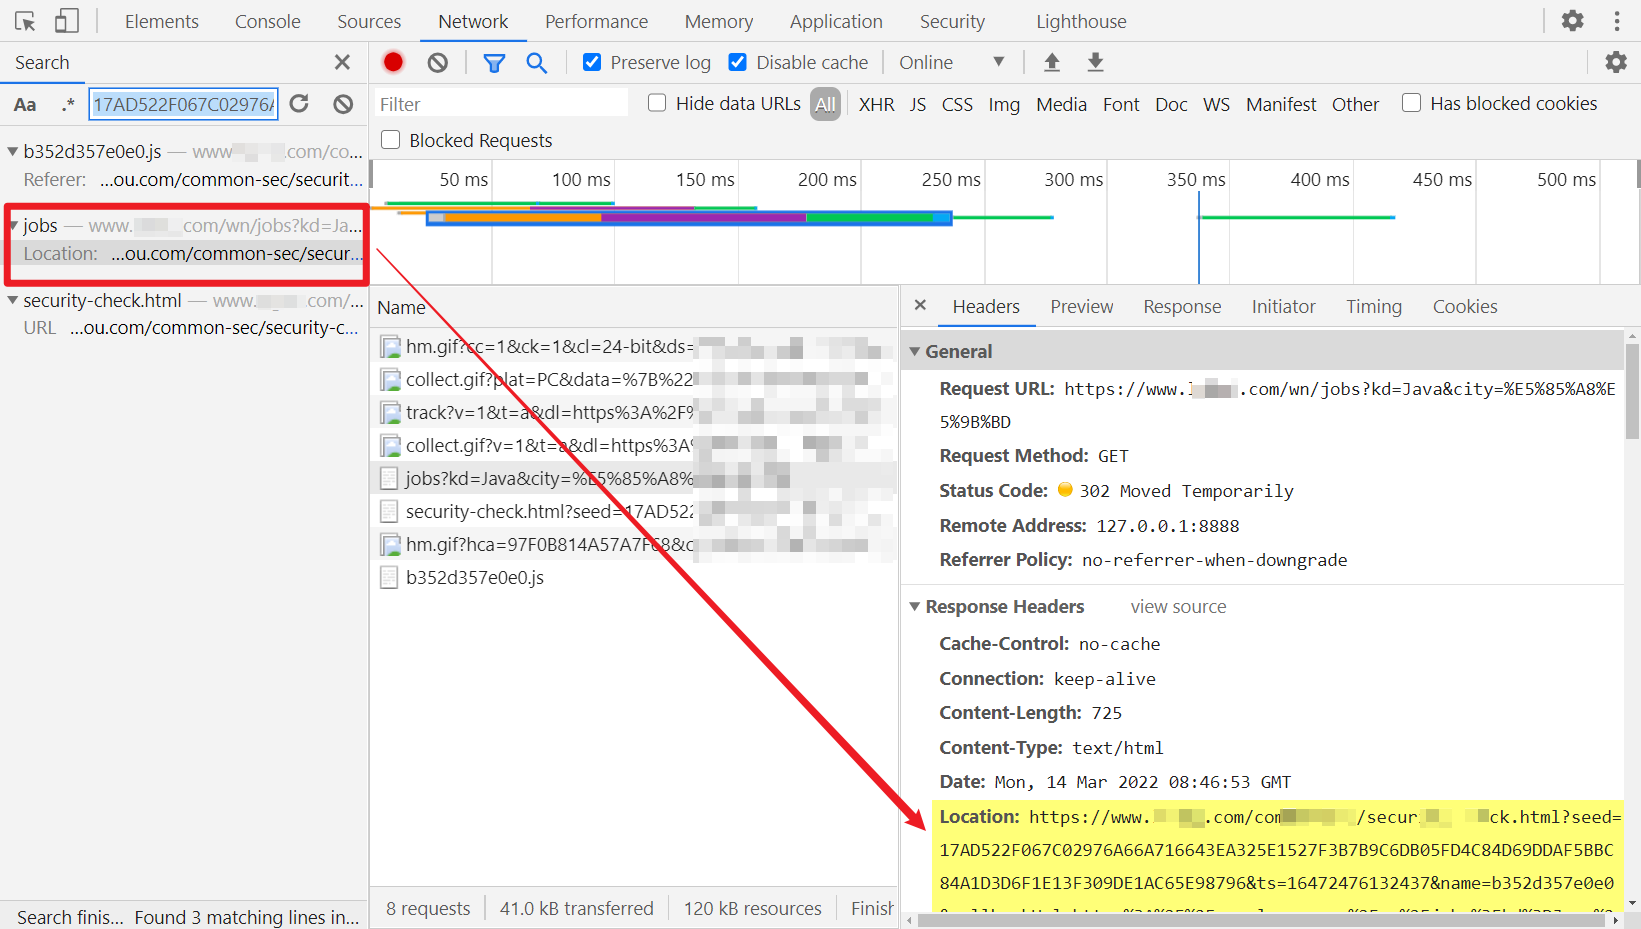 Elements Console Sources Network Performance Memory Application Security Lighthouse
Search
Preserve log Disable cache Online
Aa .* 17AD522F067C02976A
Filter Hide data URLs All XHR JS CSS Img Media Font Doc WS Manifest Other Has blocked cookies
Blocked Requests
b352d357e0e0.js — www .com/co...
Referer: ...ou.com/common-sec/securit...
jobs — www. com/wn/jobs?kd=Ja...
Location: ...ou.com/common-sec/secur...
security-check.html — www. .com/...
URL ...ou.com/common-sec/security-c...
Search finis... Found 3 matching lines in...
50 ms 100 ms 150 ms 200 ms 250 ms 300 ms 350 ms 400 ms 450 ms 500 ms
Name
hm.gif?cc=1&ck=1&cl=24-bit&ds=
collect.gif?plat=PC&data=%7B%22
track?v=1&t=a&dl=https%3A%2F%
collect.gif?v=1&t=a&dl=https%3A%
jobs?kd=Java&city=%E5%85%A8%
security-check.html?seed=17AD522
hm.gif?hca=97F0B814A57A7F68&c
b352d357e0e0.js
8 requests 41.0 kB transferred 120 kB resources Finish
Headers Preview Response Initiator Timing Cookies
General
Request URL: https://www.l .com/wn/jobs?kd=Java&city=%E5%85%A8%E
5%9B%BD
Request Method: GET
Status Code: 302 Moved Temporarily
Remote Address: 127.0.0.1:8888
Referrer Policy: no-referrer-when-downgrade
Response Headers view source
Cache-Control: no-cache
Connection: keep-alive
Content-Length: 725
Content-Type: text/html
Date: Mon, 14 Mar 2022 08:46:53 GMT
Location: https://www. .com/com /secur ck.html?seed=
17AD522F067C02976A66A716643EA325E1527F3B7B9C6DB05FD4C84D69DDAF5BBC
84A1D3D6F1E13F309DE1AC65E98796&ts=16472476132437&name=b352d357e0e0